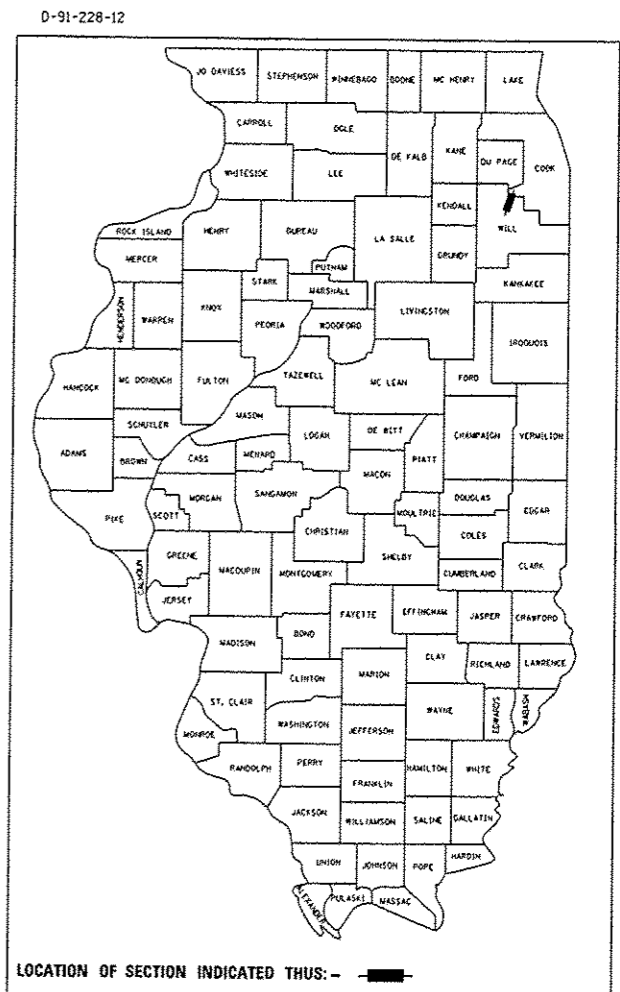 D-91-228-12
JO DAVIESS STEPHENSON WINNEBAGO BOONE MC HENRY LAKE
CARROLL OGLE DE KALB KANE DU PAGE COOK
WHITESIDE LEE KENDALL WILL
ROCK ISLAND HENRY BUREAU LA SALLE GRUNDY
MERCER PUTNAM KANKAKEE
STARK MARSHALL
HENDERSON WARREN KNOX PEORIA WOODFORD LIVINGSTON IROQUOIS
HANCOCK MC DONOUGH FULTON TAZEWELL MC LEAN FORD
SCHUYLER MASON LOGAN DE WITT CHAMPAIGN VERMILION
ADAMS BROWN CASS MENARD MACON PIATT
PIKE SCOTT MORGAN SANGAMON CHRISTIAN MOULTRIE DOUGLAS EDGAR
COLES
CALHOUN GREENE MACOUPIN MONTGOMERY SHELBY CUMBERLAND CLARK
JERSEY FAYETTE EFFINGHAM JASPER CRAWFORD
MADISON BOND CLAY RICHLAND LAWRENCE
CLINTON MARION
ST. CLAIR WASHINGTON WAYNE EDWARDS WABASH
MONROE JEFFERSON
RANDOLPH PERRY HAMILTON WHITE
FRANKLIN
JACKSON WILLIAMSON SALINE GALLATIN
UNION JOHNSON POPE HARDIN
ALEXANDER PULASKI MASSAC
LOCATION OF SECTION INDICATED THUS: -